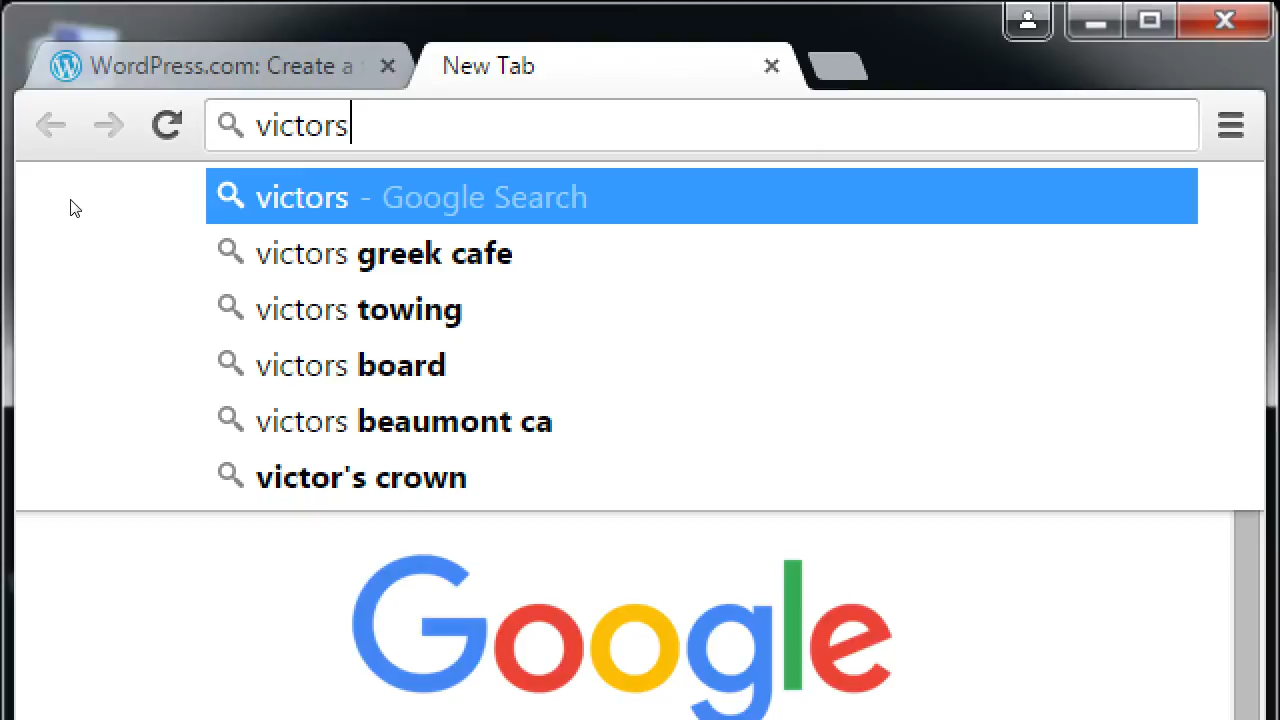 WordPress.com: Create a
New Tab
victors
victors - Google Search
victors greek cafe
victors towing
victors board
victors beaumont ca
victor's crown
Google